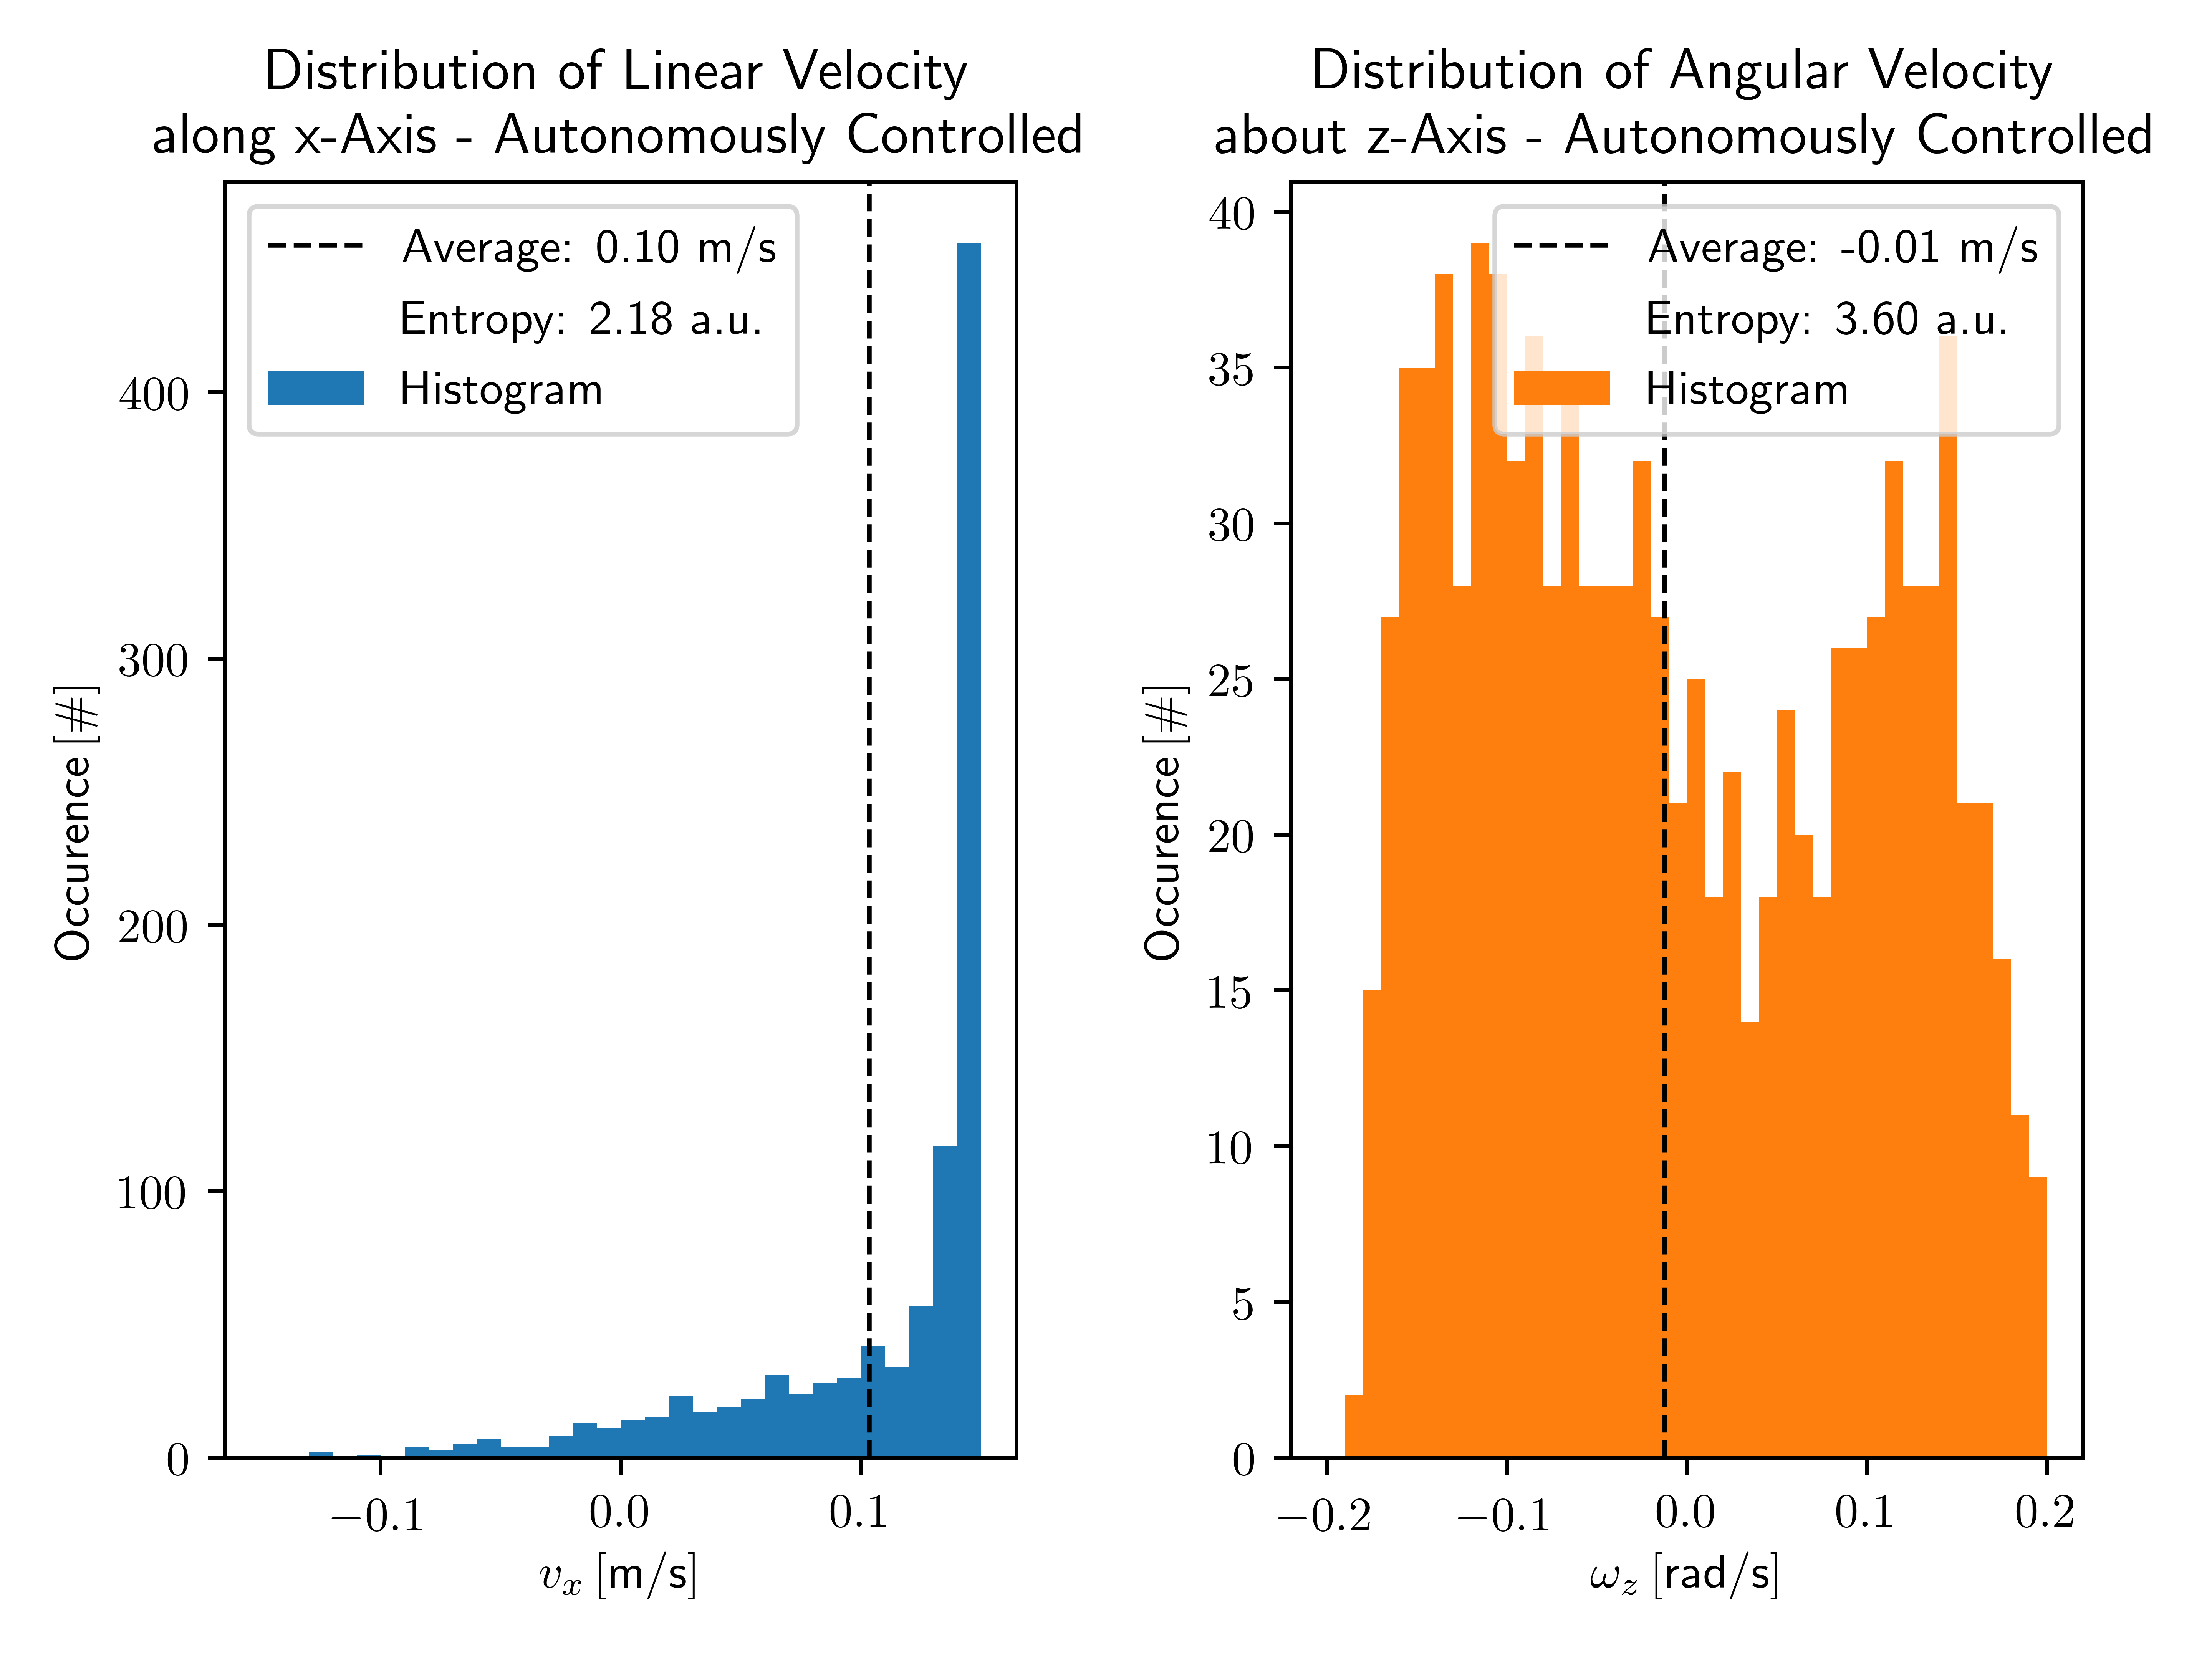 Distribution of Linear Velocity
along x-Axis - Autonomously Controlled
Average: 0.10 m/s
Entropy: 2.18 a.u.
Histogram
Occurence [#]
400
300
200
100
0
−0.1 0.0 0.1
v_x [m/s]
Distribution of Angular Velocity
about z-Axis - Autonomously Controlled
Average: -0.01 m/s
Entropy: 3.60 a.u.
Histogram
Occurence [#]
40
35
30
25
20
15
10
5
0
−0.2 −0.1 0.0 0.1 0.2
ω_z [rad/s]